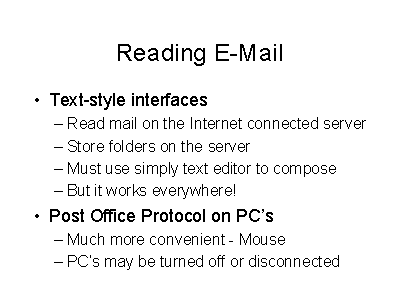 Reading E-Mail
• Text-style interfaces
– Read mail on the Internet connected server
– Store folders on the server
– Must use simply text editor to compose
– But it works everywhere!
• Post Office Protocol on PC's
– Much more convenient - Mouse
– PC's may be turned off or disconnected